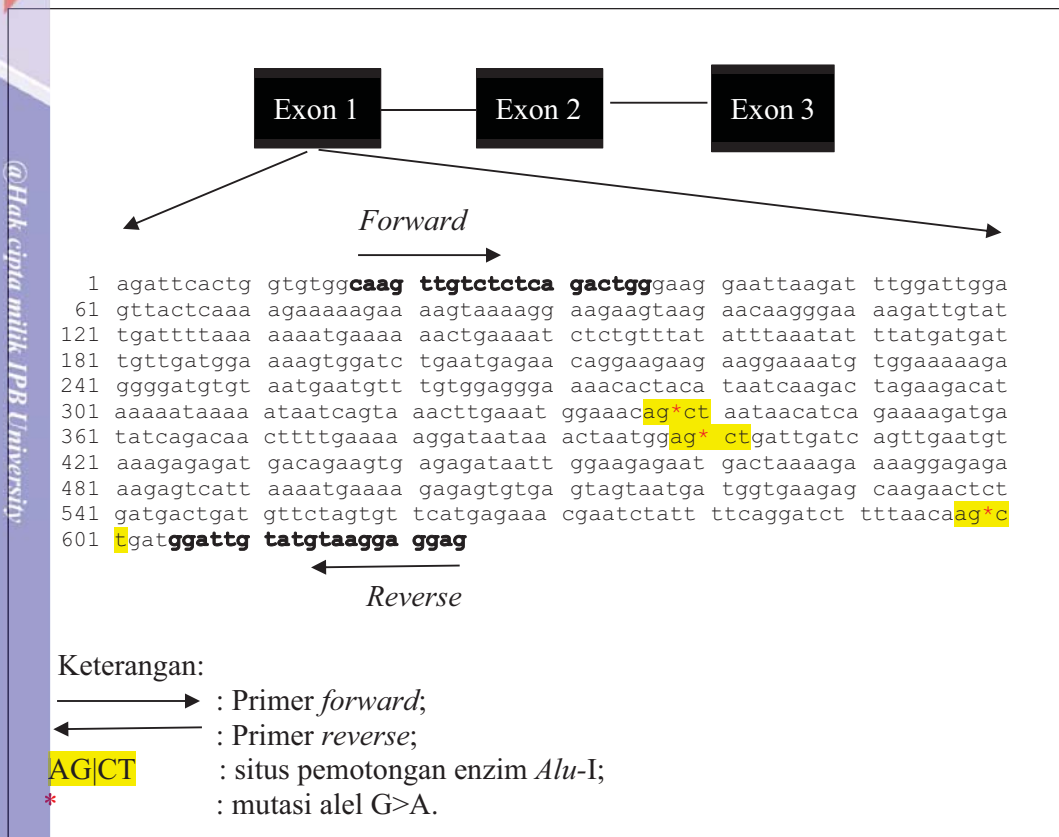 Exon 1 Exon 2 Exon 3
@Hak cipta milik IPB University
Forward
1 agattcactg gtgtggcaag ttgtctctca gactgggaag gaattaagat ttggattgga
61 gttactcaaa agaaaaagaa aagtaaaagg aagaagtaag aacaagggaa aagattgtat
121 tgattttaaa aaaatgaaaa aactgaaaat ctctgtttat atttaaatat ttatgatgat
181 tgttgatgga aaagtggatc tgaatgagaa caggaagaag aaggaaaatg tggaaaaaga
241 ggggatgtgt aatgaatgtt tgtggaggga aaacactaca taatcaagac tagaagacat
301 aaaaataaaa ataatcagta aacttgaaat ggaaacag*ct aataacatca gaaaagatga
361 tatcagacaa cttttgaaaa aggataataa actaatggag* ctgattgatc agttgaatgt
421 aaagagagat gacagaagtg agagataatt ggaagagaat gactaaaaga aaaggagaga
481 aagagtcatt aaaatgaaaa gagagtgtga gtagtaatga tggtgaagag caagaactct
541 gatgactgat gttctagtgt tcatgagaaa cgaatctatt ttcaggatct tttaacaag*c
601 tgatggattg tatgtaagga ggag
Reverse
Keterangan:
: Primer forward;
: Primer reverse;
AG|CT : situs pemotongan enzim Alu-I;
* : mutasi alel G>A.